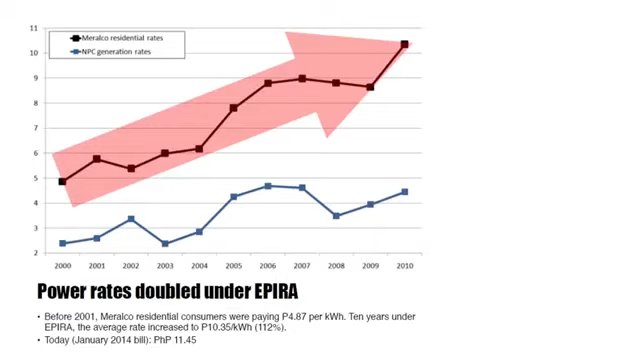 11
Meralco residential rates
10
NPC generation rates
9
8
7
6
5
4
3
2
2000 2001 2002 2003 2004 2005 2006 2007 2008 2009 2010
Power rates doubled under EPIRA
• Before 2001, Meralco residential consumers were paying P4.87 per kWh. Ten years under
EPIRA, the average rate increased to P10.35/kWh (112%).
• Today (January 2014 bill): PhP 11.45